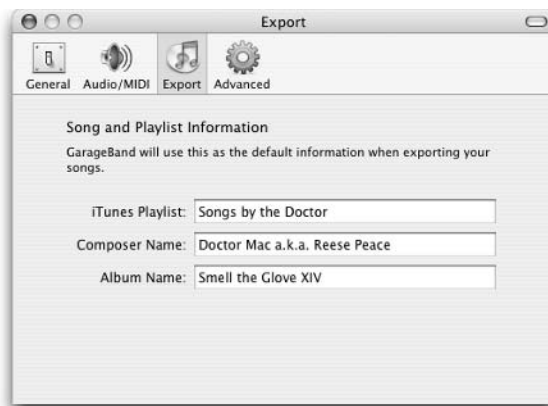 Export
General Audio/MIDI Export Advanced
Song and Playlist Information
GarageBand will use this as the default information when exporting your
songs.
iTunes Playlist: Songs by the Doctor
Composer Name: Doctor Mac a.k.a. Reese Peace
Album Name: Smell the Glove XIV